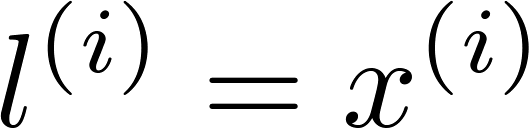 l^{(i)} = x^{(i)}